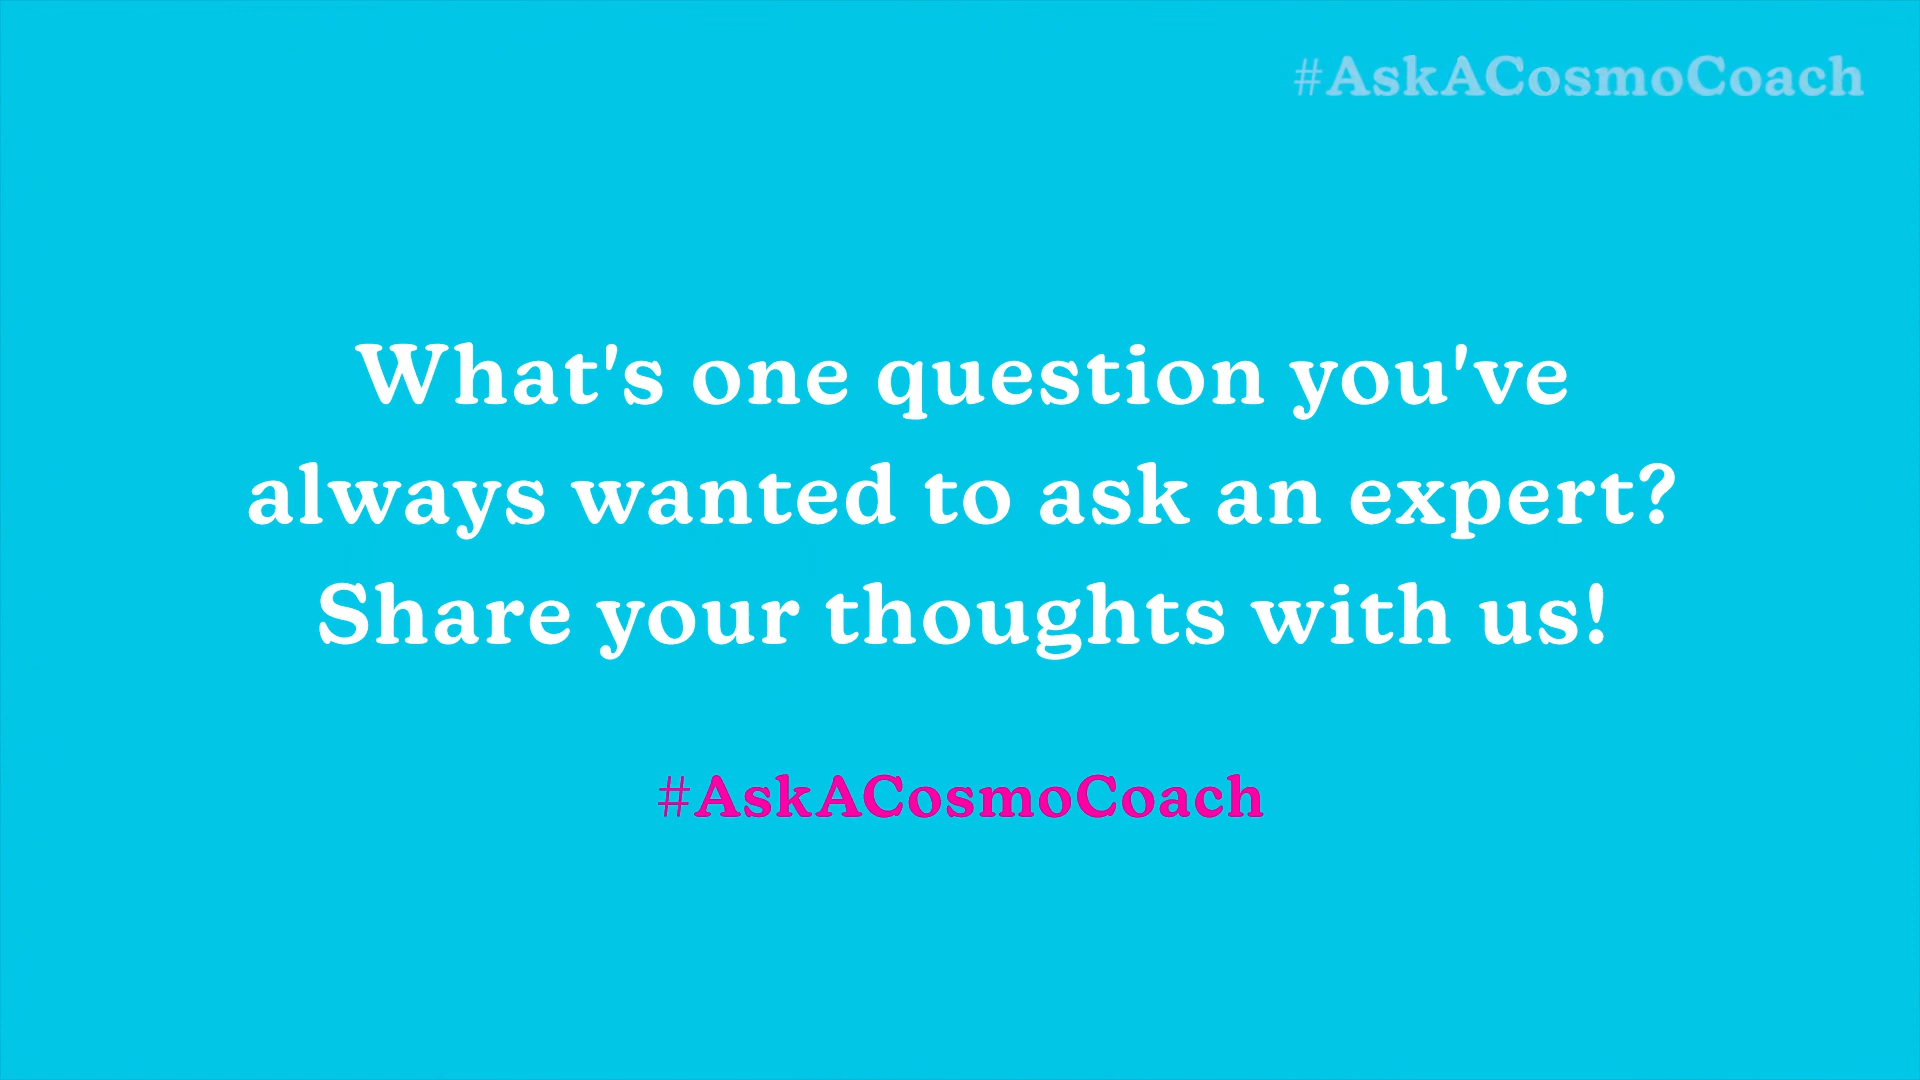 #AskACosmoCoach
What's one question you've
always wanted to ask an expert?
Share your thoughts with us!
#AskACosmoCoach